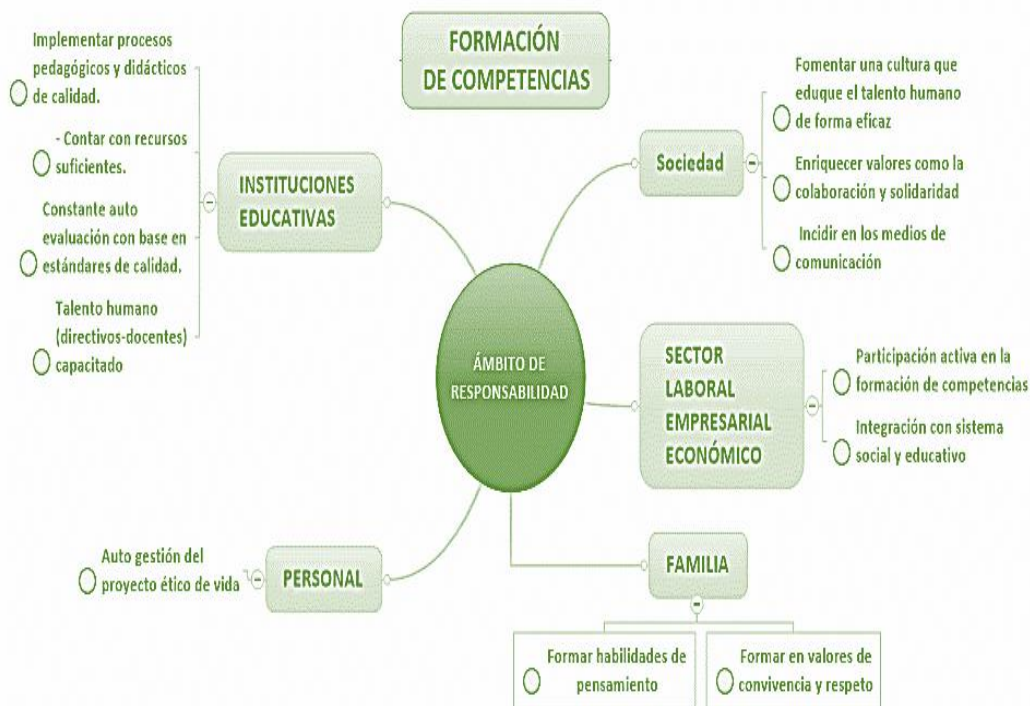 FORMACIÓN
DE COMPETENCIAS
Implementar procesos
pedagógicos y didácticos
de calidad.
- Contar con recursos
suficientes.
Constante auto
evaluación con base en
estándares de calidad.
Talento humano
(directivos-docentes)
capacitado
INSTITUCIONES
EDUCATIVAS
Sociedad
Fomentar una cultura que
eduque el talento humano
de forma eficaz
Enriquecer valores como la
colaboración y solidaridad
Incidir en los medios de
comunicación
ÁMBITO DE
RESPONSABILIDAD
SECTOR
LABORAL
EMPRESARIAL
ECONÓMICO
Participación activa en la
formación de competencias
Integración con sistema
social y educativo
Auto gestión del
proyecto ético de vida
PERSONAL
FAMILIA
Formar habilidades de
pensamiento
Formar en valores de
convivencia y respeto